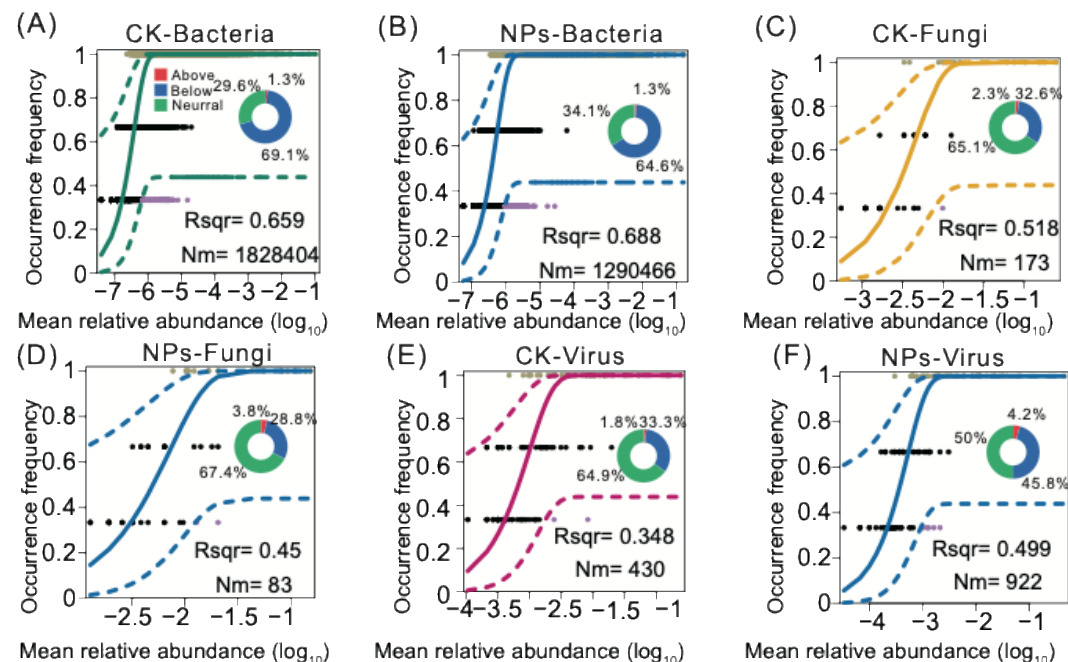 (A) CK-Bacteria
Occurrence frequency
1
0.8
0.6
0.4
0.2
0
Above
Below
Neurral
29.6%
1.3%
69.1%
Rsqr= 0.659
Nm= 1828404
−7 −6 −5 −4 −3 −2 −1
Mean relative abundance (log10)
(B) NPs-Bacteria
Occurrence frequency
1
0.8
0.6
0.4
0.2
0
1.3%
34.1%
64.6%
Rsqr= 0.688
Nm= 1290466
−7 −6 −5 −4 −3 −2 −1
Mean relative abundance (log10)
(C) CK-Fungi
Occurrence frequency
1
0.8
0.6
0.4
0.2
0
2.3% 32.6%
65.1%
Rsqr= 0.518
Nm= 173
−3 −2.5 −2 −1.5 −1
Mean relative abundance (log10)
(D) NPs-Fungi
Occurrence frequency
1
0.8
0.6
0.4
0.2
0
3.8%
28.8%
67.4%
Rsqr= 0.45
Nm= 83
−2.5 −2 −1.5 −1
Mean relative abundance (log10)
(E) CK-Virus
Occurrence frequency
1
0.8
0.6
0.4
0.2
0
1.8% 33.3%
64.9%
Rsqr= 0.348
Nm= 430
−4 −3.5 −2.5 −1.5 −1
Mean relative abundance (log10)
(F) NPs-Virus
Occurrence frequency
1
0.8
0.6
0.4
0.2
0
4.2%
50%
45.8%
Rsqr= 0.499
Nm= 922
−4 −3 −2 −1
Mean relative abundance (log10)